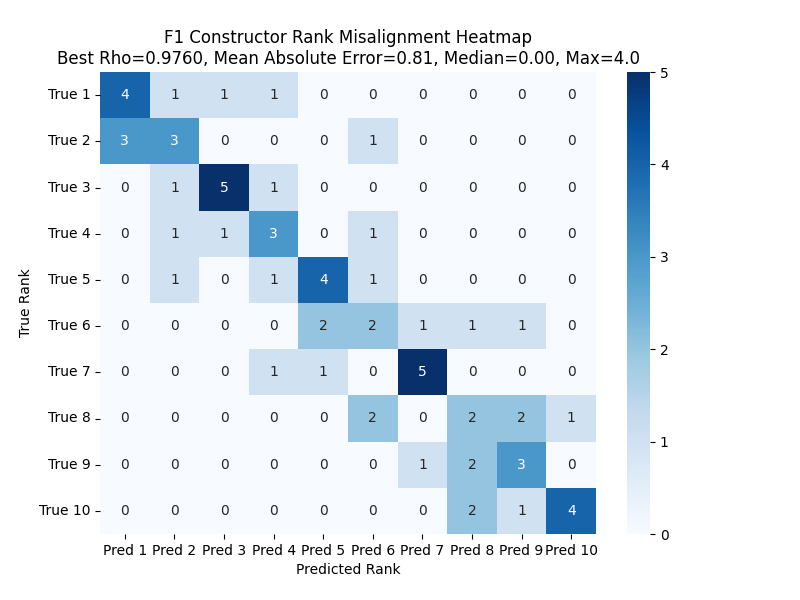 F1 Constructor Rank Misalignment Heatmap
Best Rho=0.9760, Mean Absolute Error=0.81, Median=0.00, Max=4.0
True 1 4 1 1 1 0 0 0 0 0 0
True 2 3 3 0 0 0 1 0 0 0 0
True 3 0 1 5 1 0 0 0 0 0 0
True 4 0 1 1 3 0 1 0 0 0 0
True 5 0 1 0 1 4 1 0 0 0 0
True 6 0 0 0 0 2 2 1 1 1 0
True 7 0 0 0 1 1 0 5 0 0 0
True 8 0 0 0 0 0 2 0 2 2 1
True 9 0 0 0 0 0 0 1 2 3 0
True 10 0 0 0 0 0 0 0 2 1 4
Pred 1 Pred 2 Pred 3 Pred 4 Pred 5 Pred 6 Pred 7 Pred 8 Pred 9 Pred 10
Predicted Rank
True Rank
5
4
3
2
1
0